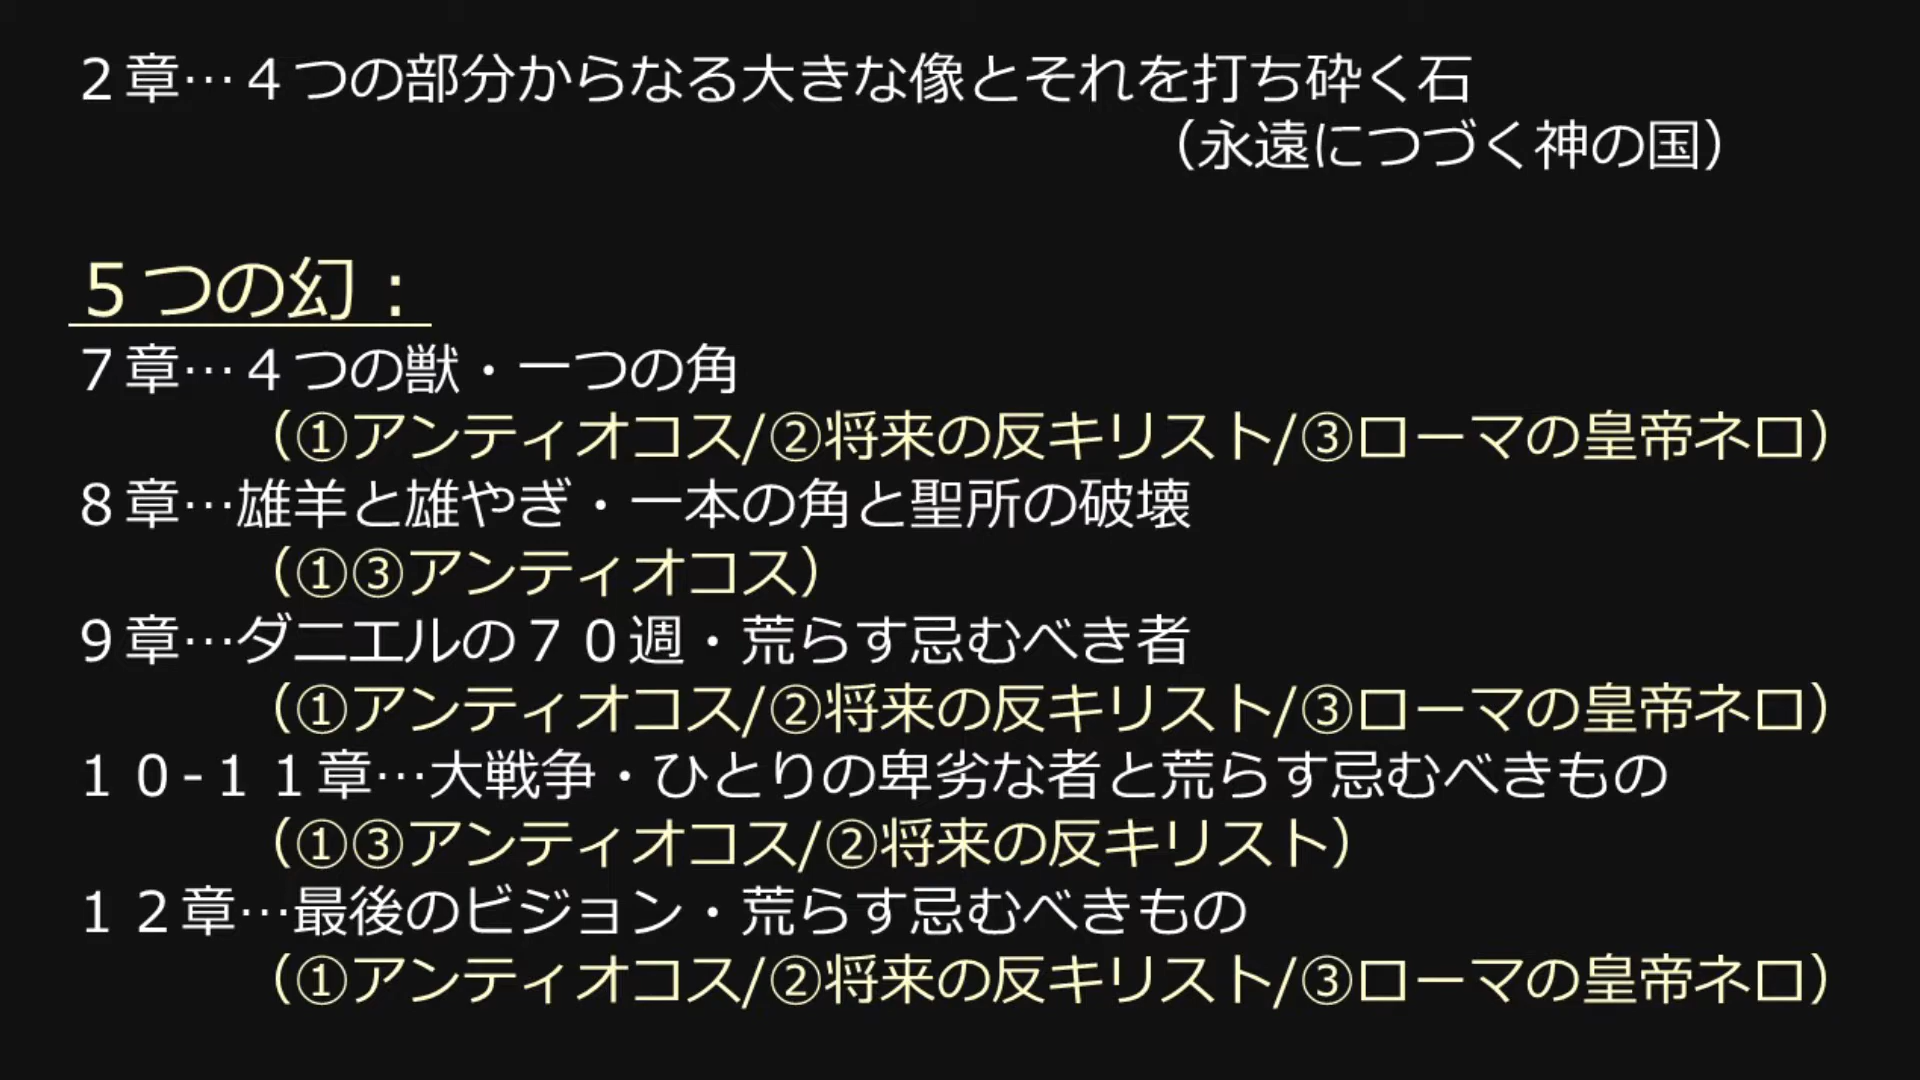 ２章…４つの部分からなる大きな像とそれを打ち砕く石
（永遠につづく神の国）
５つの幻：
７章…４つの獣・一つの角
（①アンティオコス/②将来の反キリスト/③ローマの皇帝ネロ）
８章…雄羊と雄やぎ・一本の角と聖所の破壊
（①③アンティオコス）
９章…ダニエルの７０週・荒らす忌むべき者
（①アンティオコス/②将来の反キリスト/③ローマの皇帝ネロ）
１０-１１章…大戦争・ひとりの卑劣な者と荒らす忌むべきもの
（①③アンティオコス/②将来の反キリスト）
１２章…最後のビジョン・荒らす忌むべきもの
（①アンティオコス/②将来の反キリスト/③ローマの皇帝ネロ）